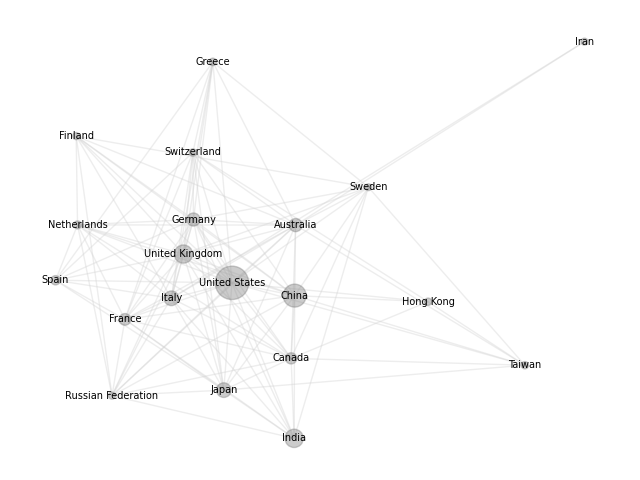 Iran
Greece
Finland
Switzerland
Sweden
Germany
Netherlands
Australia
United Kingdom
Spain
United States
Italy
China
Hong Kong
France
Canada
Taiwan
Japan
Russian Federation
India